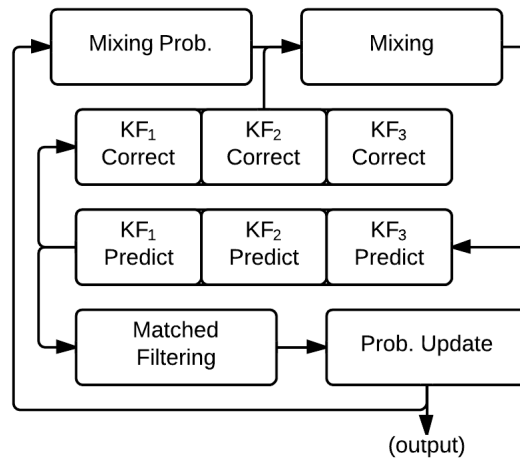 Mixing Prob.
Mixing
KF₁
Correct
KF₂
Correct
KF₃
Correct
KF₁
Predict
KF₂
Predict
KF₃
Predict
Matched
Filtering
Prob. Update
(output)